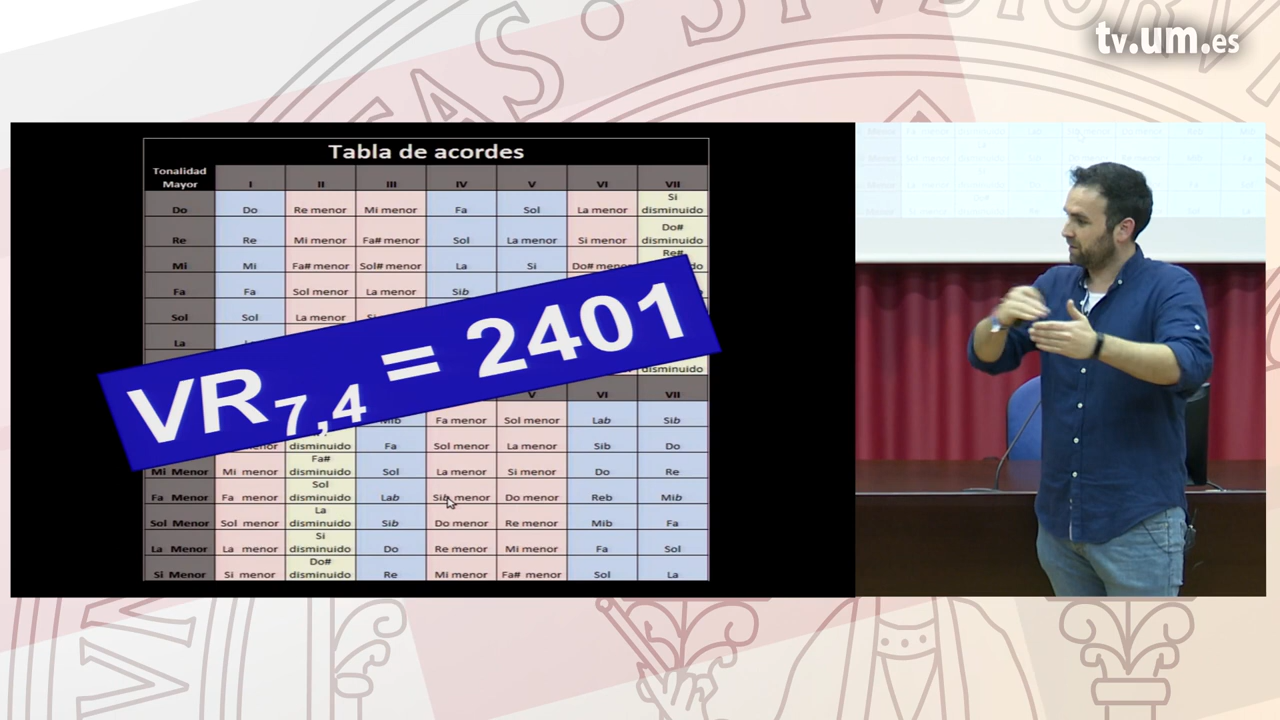 tv.um.es
Tabla de acordes
Tonalidad Mayor I II III IV V VI VII
Do Do Re menor Mi menor Fa Sol La menor Si disminuido
Re Re Mi menor Fa# menor Sol La menor Si menor Do# disminuido
Mi Mi Fa# menor Sol# menor La Si Do# menor Re#
Fa Fa Sol menor La menor Sib
Sol Sol La menor
La
disminuido
VR7,4 = 2401
V VI VII
Fa menor Sol menor Lab Sib
disminuido Fa Sol menor La menor Sib Do
Mi Menor Mi menor Fa# disminuido Sol La menor Si menor Do Re
Fa Menor Fa menor Sol disminuido Lab Sib menor Do menor Reb Mib
Sol Menor Sol menor La disminuido Sib Do menor Re menor Mib Fa
La Menor La menor Si disminuido Do Re menor Mi menor Fa Sol
Si Menor Si menor Do# disminuido Re Mi menor Fa# menor Sol La